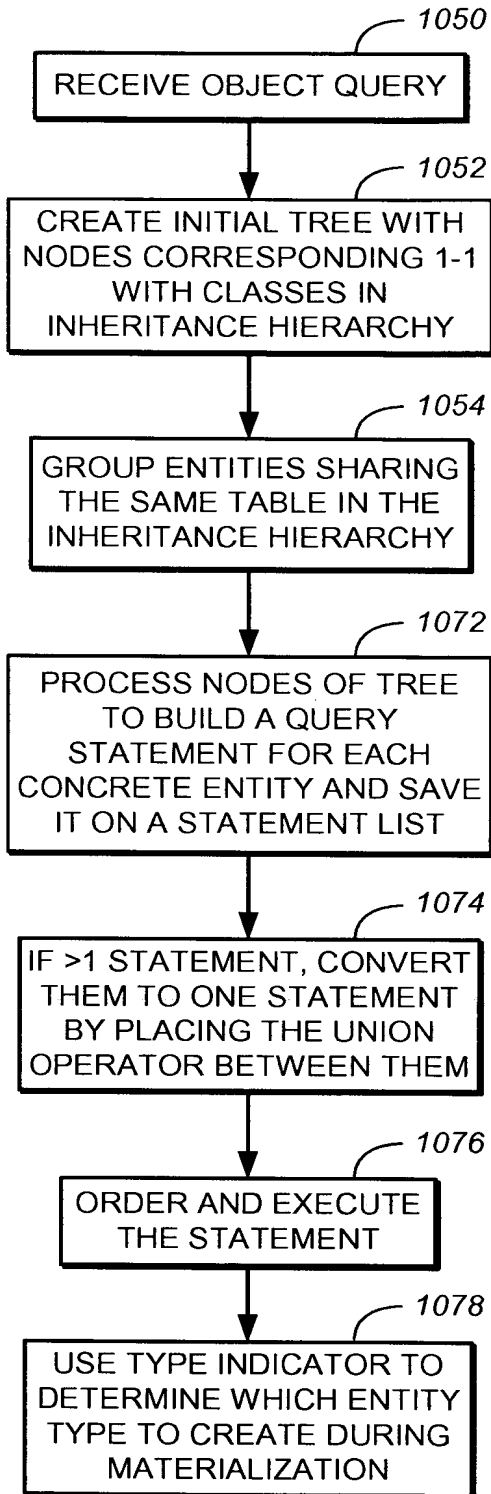 1050
RECEIVE OBJECT QUERY
1052
CREATE INITIAL TREE WITH
NODES CORRESPONDING 1-1
WITH CLASSES IN
INHERITANCE HIERARCHY
1054
GROUP ENTITIES SHARING
THE SAME TABLE IN THE
INHERITANCE HIERARCHY
1072
PROCESS NODES OF TREE
TO BUILD A QUERY
STATEMENT FOR EACH
CONCRETE ENTITY AND SAVE
IT ON A STATEMENT LIST
1074
IF >1 STATEMENT, CONVERT
THEM TO ONE STATEMENT
BY PLACING THE UNION
OPERATOR BETWEEN THEM
1076
ORDER AND EXECUTE
THE STATEMENT
1078
USE TYPE INDICATOR TO
DETERMINE WHICH ENTITY
TYPE TO CREATE DURING
MATERIALIZATION